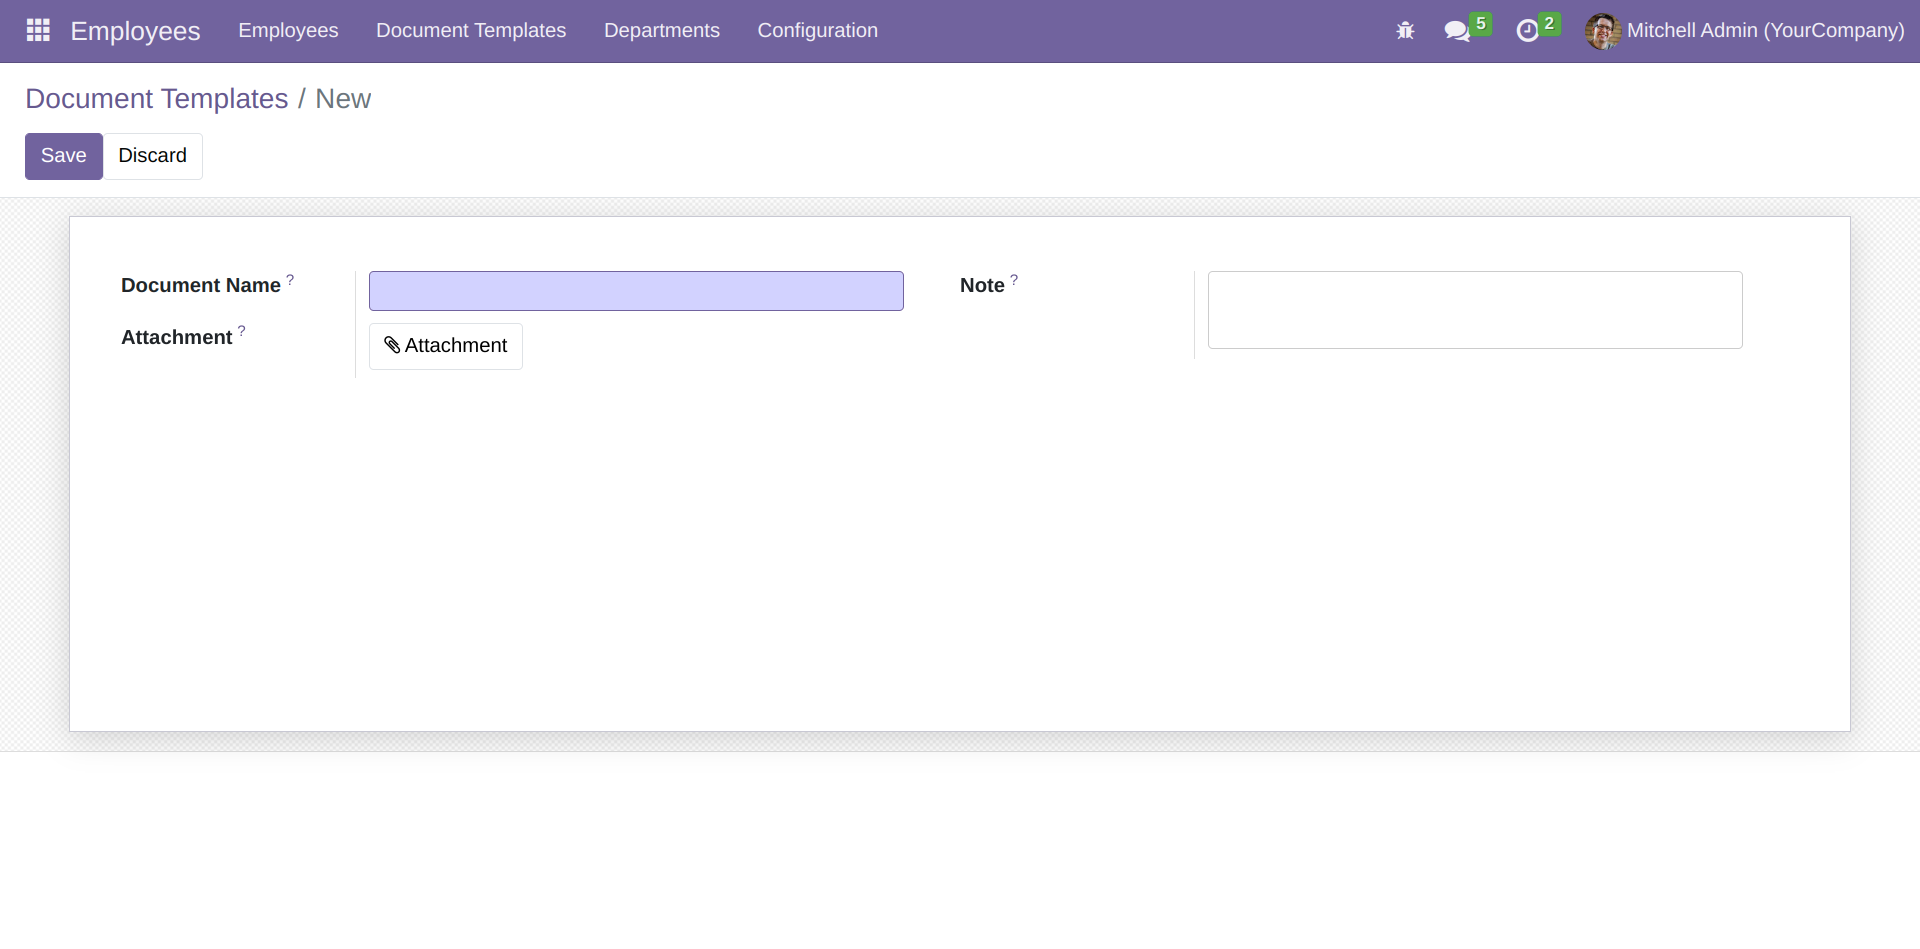 Employees Employees Document Templates Departments Configuration 5 2 Mitchell Admin (YourCompany)
Document Templates / New
Save Discard
Document Name ? Note ?
Attachment ? Attachment